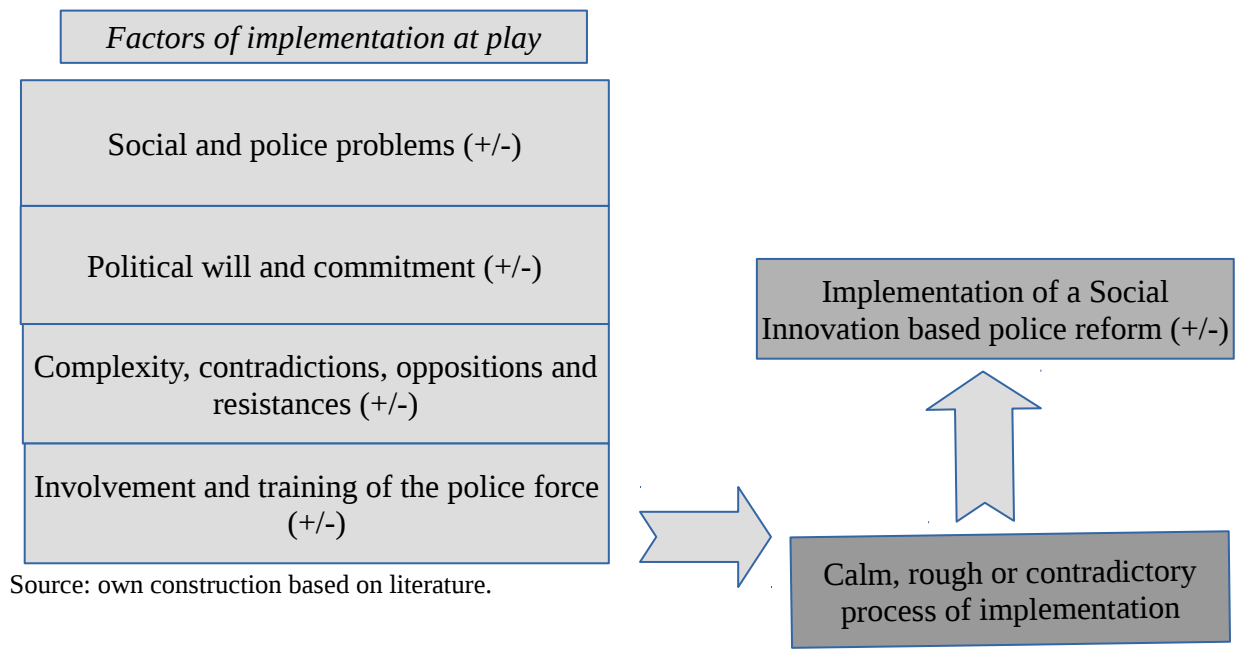 Factors of implementation at play
Social and police problems (+/-)
Political will and commitment (+/-)
Complexity, contradictions, oppositions and
resistances (+/-)
Involvement and training of the police force
(+/-)
Source: own construction based on literature.
Implementation of a Social
Innovation based police reform (+/-)
Calm, rough or contradictory
process of implementation